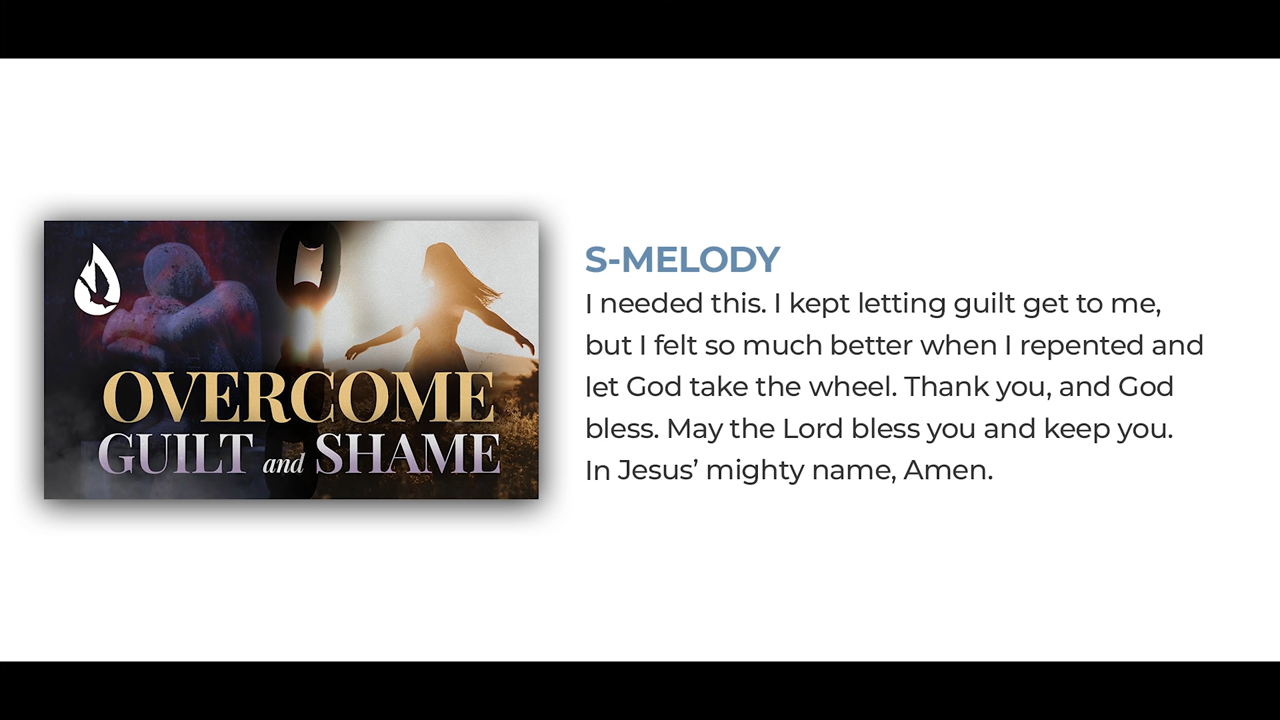 OVERCOME
GUILT and SHAME
S-MELODY
I needed this. I kept letting guilt get to me,
but I felt so much better when I repented and
let God take the wheel. Thank you, and God
bless. May the Lord bless you and keep you.
In Jesus’ mighty name, Amen.